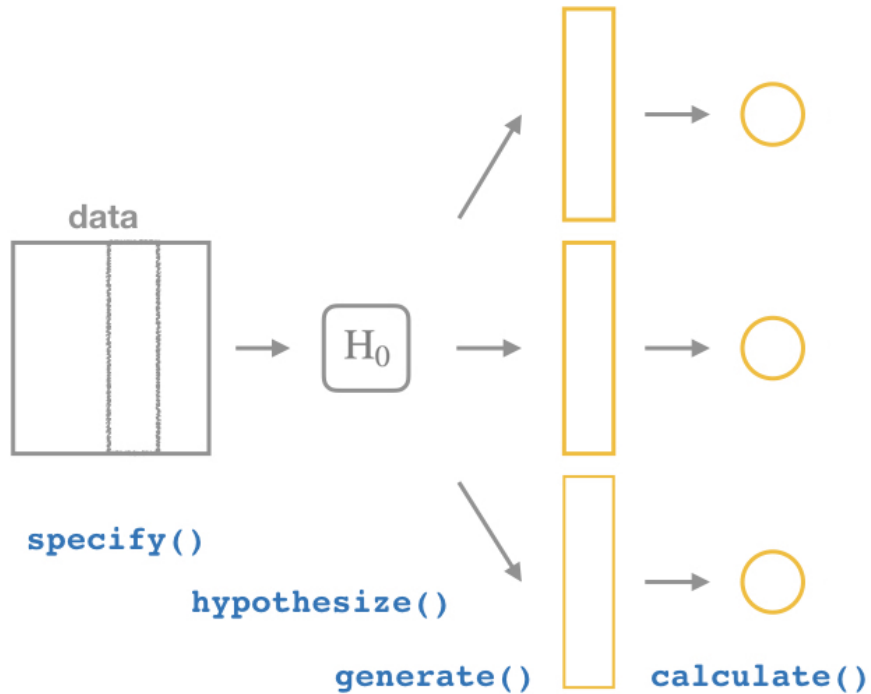 data
H₀
specify()
hypothesize()
generate()
calculate()